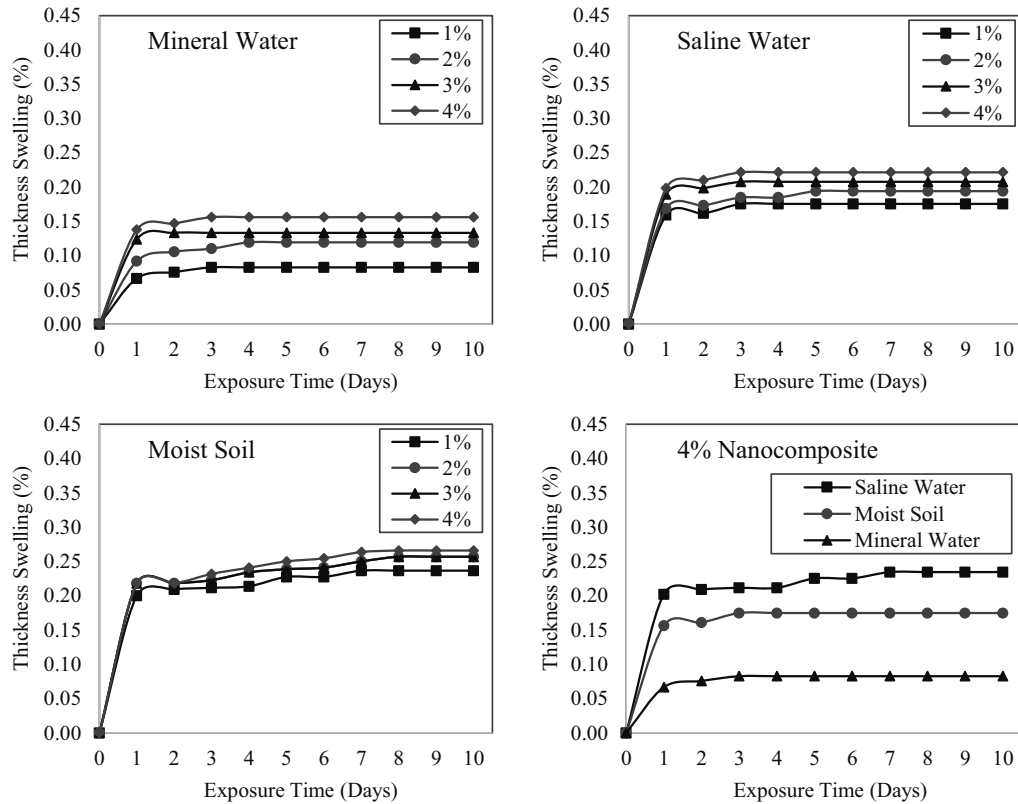 Mineral Water
1%
2%
3%
4%
0.45
0.40
0.35
0.30
0.25
0.20
0.15
0.10
0.05
0.00
Thickness Swelling (%)
0 1 2 3 4 5 6 7 8 9 10
Exposure Time (Days)
Saline Water
1%
2%
3%
4%
0.45
0.40
0.35
0.30
0.25
0.20
0.15
0.10
0.05
0.00
Thickness Swelling (%)
0 1 2 3 4 5 6 7 8 9 10
Exposure Time (Days)
Moist Soil
1%
2%
3%
4%
0.45
0.40
0.35
0.30
0.25
0.20
0.15
0.10
0.05
0.00
Thickness Swelling (%)
0 1 2 3 4 5 6 7 8 9 10
Exposure Time (Days)
4% Nanocomposite
Saline Water
Moist Soil
Mineral Water
0.45
0.40
0.35
0.30
0.25
0.20
0.15
0.10
0.05
0.00
Thickness Swelling (%)
0 1 2 3 4 5 6 7 8 9 10
Exposure Time (Days)